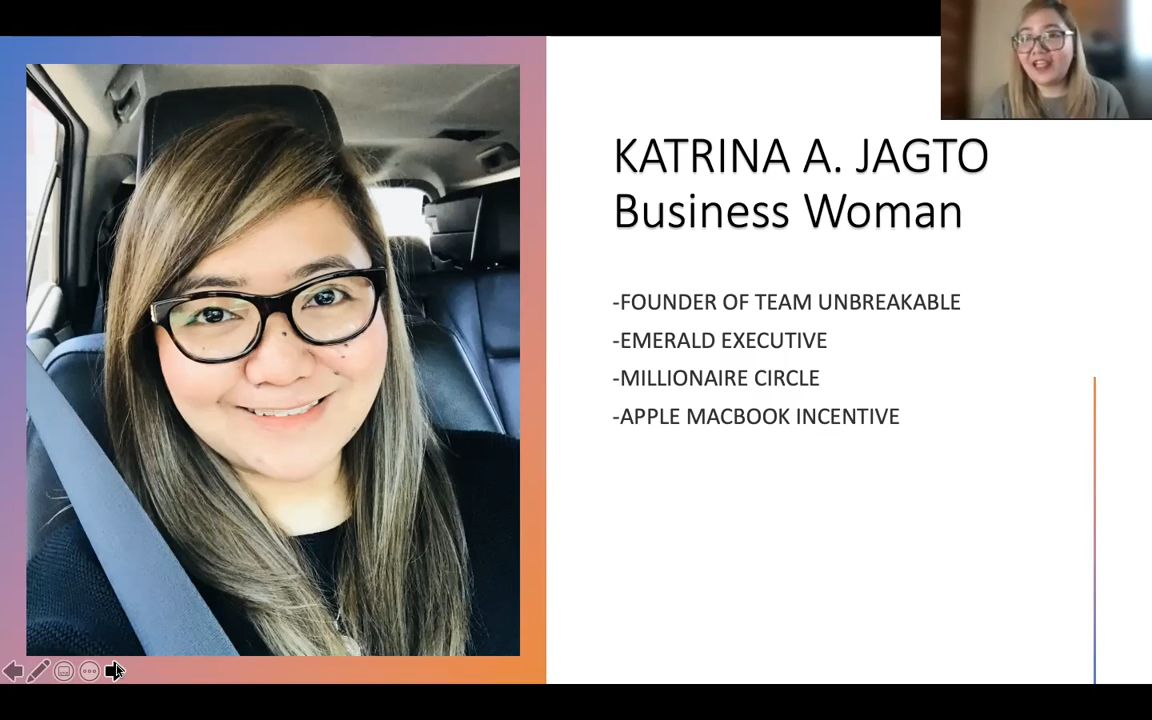 KATRINA A. JAGTO
Business Woman
-FOUNDER OF TEAM UNBREAKABLE
-EMERALD EXECUTIVE
-MILLIONAIRE CIRCLE
-APPLE MACBOOK INCENTIVE